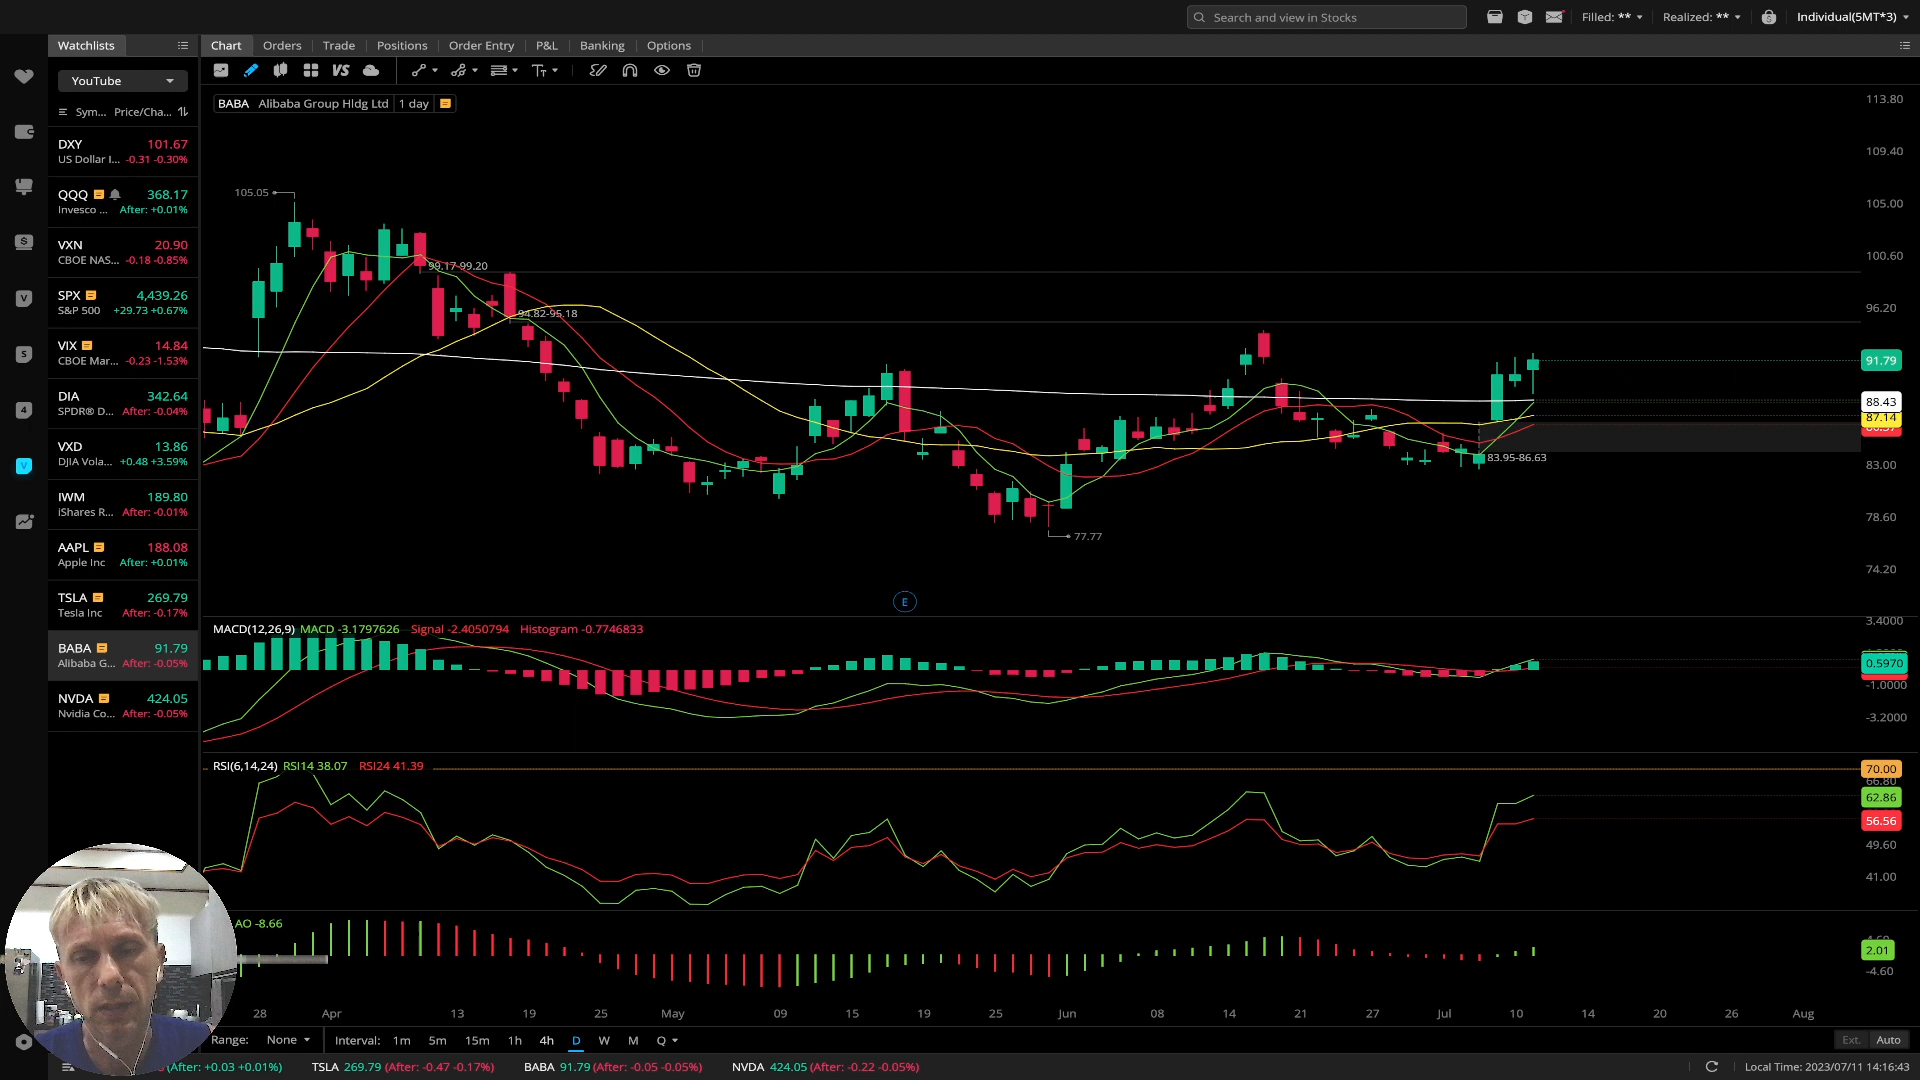 Search and view in Stocks
Filled: **
Realized: **
Individual(5MT*3)
Watchlists
Chart Orders Trade Positions Order Entry P&L Banking Options
YouTube
VS
Tт
Sym... Price/Cha...
BABA Alibaba Group Hldg Ltd 1 day
DXY 101.67
US Dollar I... -0.31 -0.30%
QQQ 368.17
Invesco ... After: +0.01%
VXN 20.90
CBOE NAS... -0.18 -0.85%
SPX 4,439.26
S&P 500 +29.73 +0.67%
VIX 14.84
CBOE Mar... -0.23 -1.53%
DIA 342.64
SPDR® D... After: -0.04%
VXD 13.86
DJIA Vola... +0.48 +3.59%
IWM 189.80
iShares R... After: -0.01%
AAPL 188.08
Apple Inc After: +0.01%
TSLA 269.79
Tesla Inc After: -0.17%
BABA 91.79
Alibaba G... After: -0.05%
NVDA 424.05
Nvidia Co... After: -0.05%
105.05
99.17-99.20
94.82-95.18
83.95-86.63
77.77
E
113.80
109.40
105.00
100.60
96.20
91.79
88.43
87.14
83.00
78.60
74.20
MACD(12,26,9) MACD -3.1797626 Signal -2.4050794 Histogram -0.7746833
3.4000
0.5970
-1.0000
-3.2000
RSI(6,14,24) RSI14 38.07 RSI24 41.39
70.00
66.80
62.86
56.56
49.60
41.00
AO -8.66
2.01
-4.60
28 Apr 13 19 25 May 09 15 19 25 Jun 08 14 21 27 Jul 10 14 20 26 Aug
Range: None Interval: 1m 5m 15m 1h 4h D W M Q
Ext. Auto
(After: +0.03 +0.01%) TSLA 269.79 (After: -0.47 -0.17%) BABA 91.79 (After: -0.05 -0.05%) NVDA 424.05 (After: -0.22 -0.05%)
Local Time: 2023/07/11 14:16:43